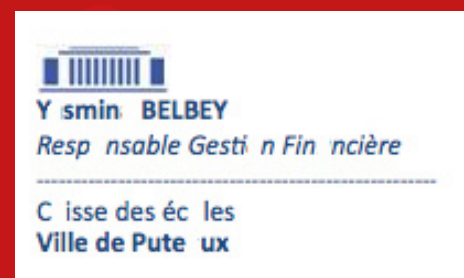 Y smin BELBEY
Resp nsable Gesti n Fin ncière
C isse des éc les
Ville de Pute ux